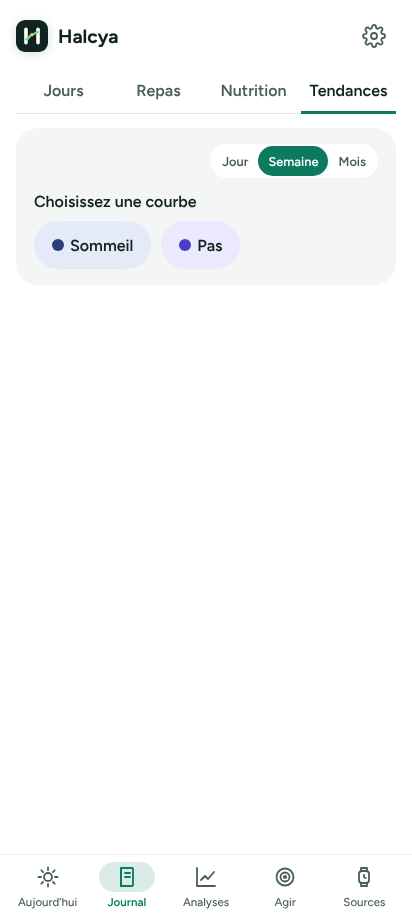 Halcya
Jours Repas Nutrition Tendances
Jour Semaine Mois
Choisissez une courbe
Sommeil Pas
Aujourd'hui Journal Analyses Agir Sources